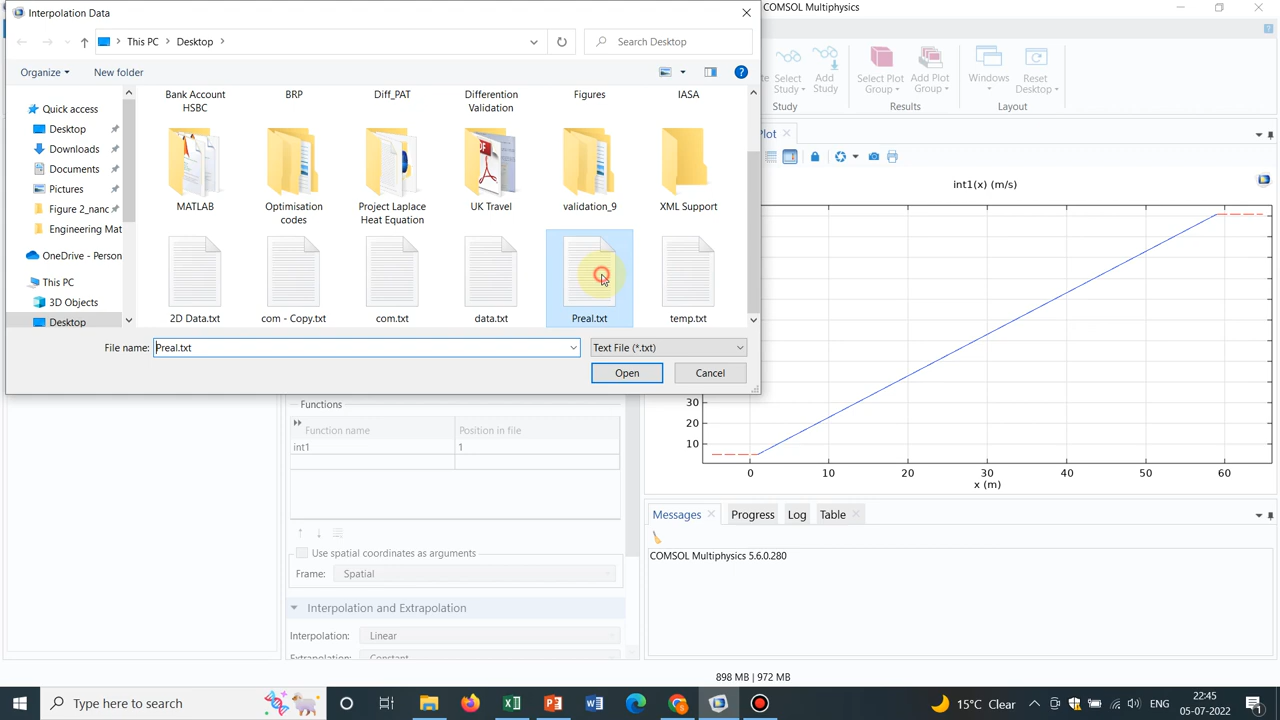 Interpolation Data
COMSOL Multiphysics
This PC
Desktop
Search Desktop
Organize
New folder
Select
Study
Add
Study
Select Plot
Group
Add Plot
Group
Windows
Reset
Desktop
Study
Results
Layout
Quick access
Desktop
Downloads
Documents
Pictures
Figure 2_nanc
Engineering Mat
OneDrive - Person
This PC
3D Objects
Desktop
Bank Account
HSBC
BRP
Diff_PAT
Differention
Validation
Figures
IASA
MATLAB
Optimisation
codes
Project Laplace
Heat Equation
UK Travel
validation_9
XML Support
2D Data.txt
com - Copy.txt
com.txt
data.txt
Preal.txt
temp.txt
File name:
Preal.txt
Text File (*.txt)
Open
Cancel
Plot
int1(x) (m/s)
30
20
10
0
10
20
30
40
50
60
x (m)
Functions
Function name
Position in file
int1
1
Use spatial coordinates as arguments
Frame:
Spatial
Interpolation and Extrapolation
Interpolation:
Linear
Extrapolation:
Constant
Messages
Progress
Log
Table
COMSOL Multiphysics 5.6.0.280
898 MB | 972 MB
Type here to search
15°C Clear
ENG
22:45
05-07-2022